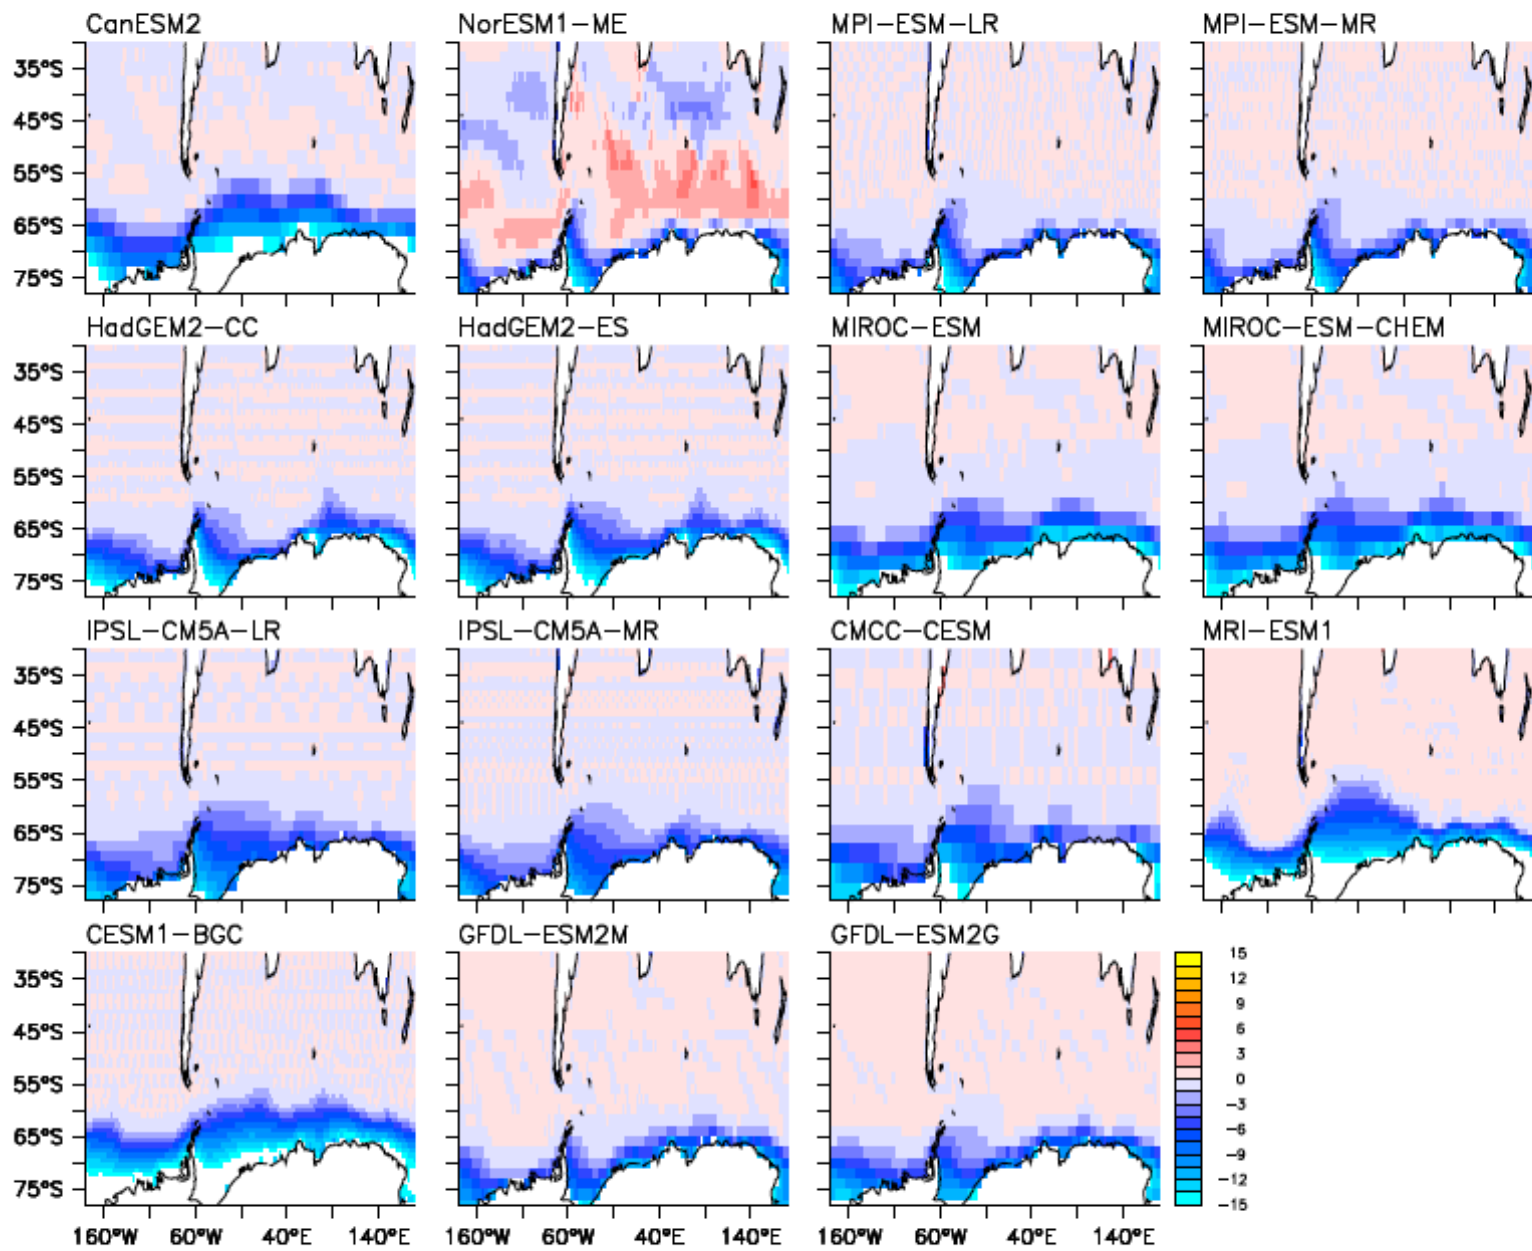 CanESM2 NorESM1-ME MPI-ESM-LR MPI-ESM-MR
35°S
45°S
55°S
65°S
75°S
HadGEM2-CC HadGEM2-ES MIROC-ESM MIROC-ESM-CHEM
35°S
45°S
55°S
65°S
75°S
IPSL-CM5A-LR IPSL-CM5A-MR CMCC-CESM MRI-ESM1
35°S
45°S
55°S
65°S
75°S
CESM1-BGC GFDL-ESM2M GFDL-ESM2G
35°S
45°S
55°S
65°S
75°S
15
12
9
6
3
0
-3
-6
-9
-12
-15
160°W 60°W 40°E 140°E 160°W 60°W 40°E 140°E 160°W 60°W 40°E 140°E